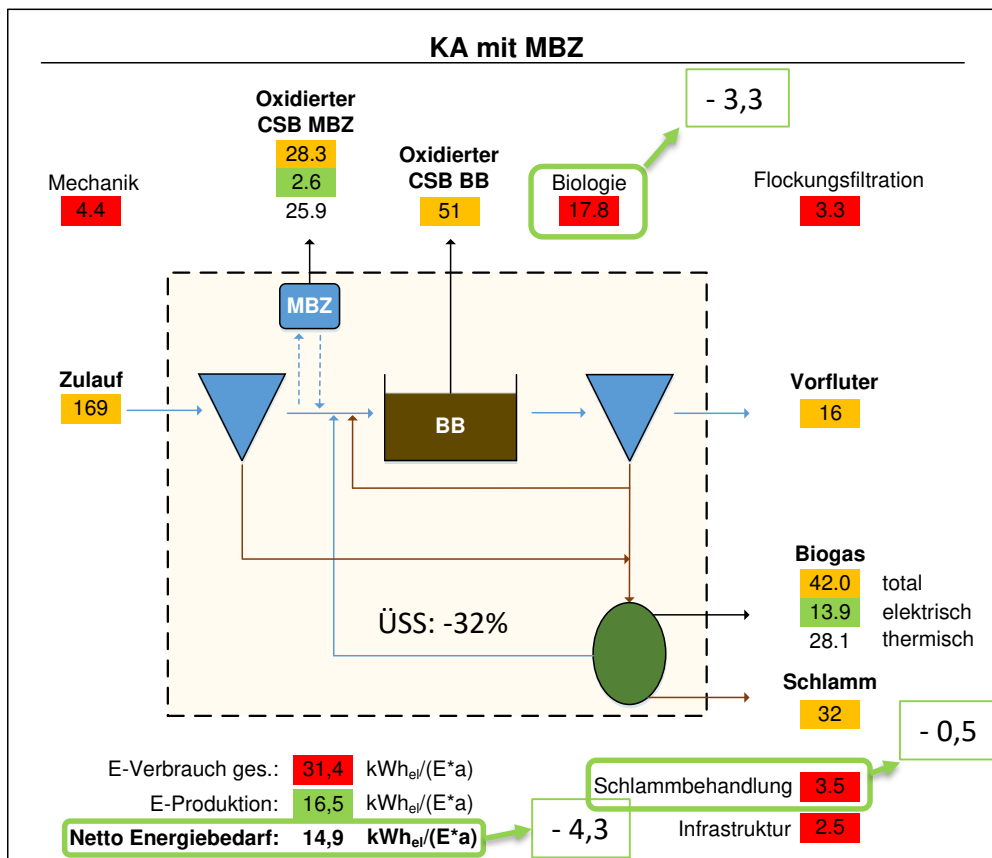 KA mit MBZ
- 3,3
Oxidierter
CSB MBZ
28.3
2.6
25.9
Oxidierter
CSB BB
51
Mechanik
4.4
Biologie
17.8
Flockungsfiltration
3.3
MBZ
Zulauf
169
BB
Vorfluter
16
Biogas
42.0 total
13.9 elektrisch
28.1 thermisch
ÜSS: -32%
Schlamm
32
- 0,5
E-Verbrauch ges.: 31,4 kWhel/(E*a)
E-Produktion: 16,5 kWhel/(E*a)
Netto Energiebedarf: 14,9 kWhel/(E*a)
- 4,3
Schlammbehandlung 3.5
Infrastruktur 2.5